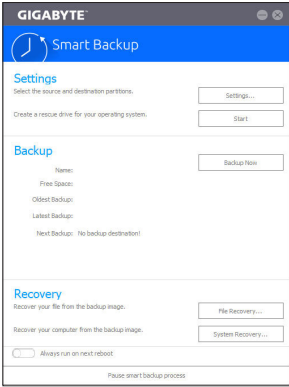 GIGABYTE™
Smart Backup
Settings
Select the source and destination partitions.
Settings...
Create a rescue drive for your operating system.
Start
Backup
Backup Now
Name:
Free Space:
Oldest Backup:
Latest Backup:
Next Backup: No backup destination!
Recovery
Recover your file from the backup image.
File Recovery...
Recover your computer from the backup image.
System Recovery...
Always run on next reboot
Pause smart backup process